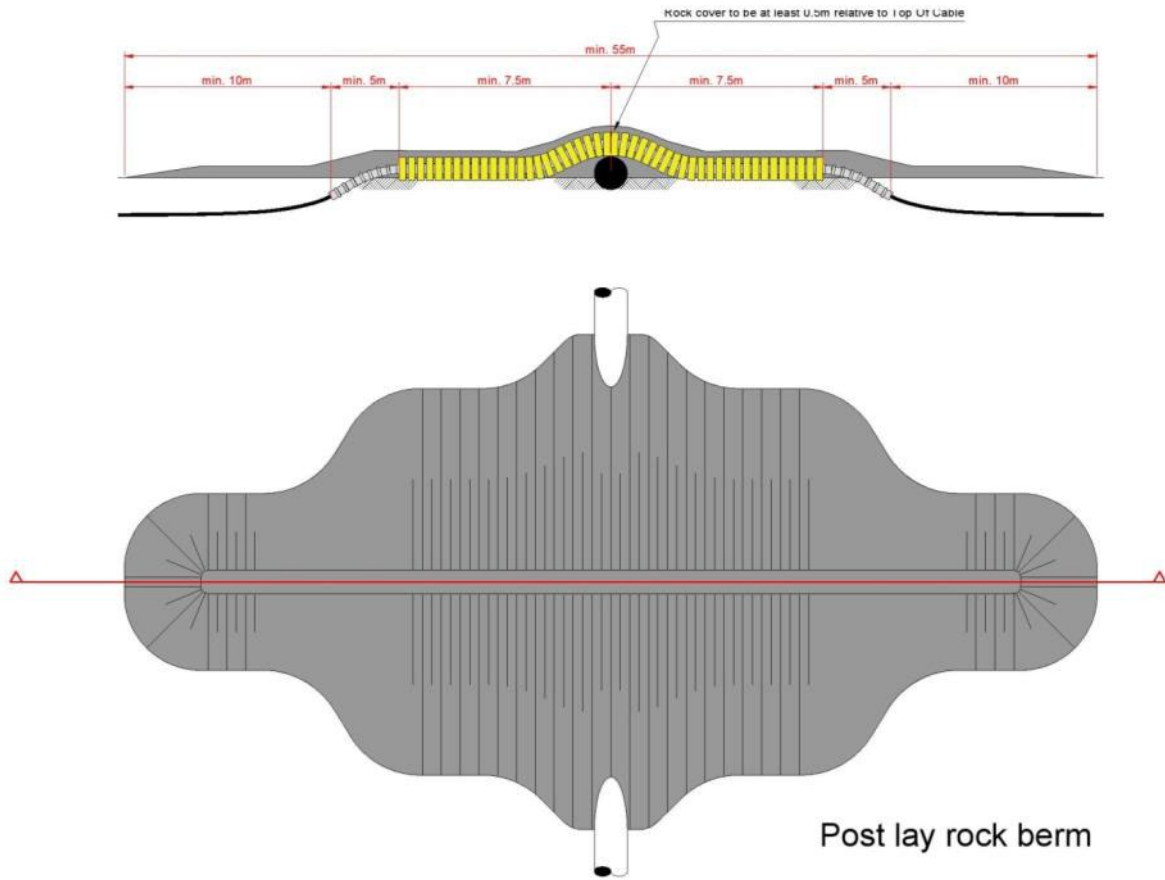 Rock cover to be at least 0.5m relative to Top Of Cable
min. 55m
min. 10m min. 5m min. 7.5m min. 7.5m min. 5m min. 10m
Post lay rock berm